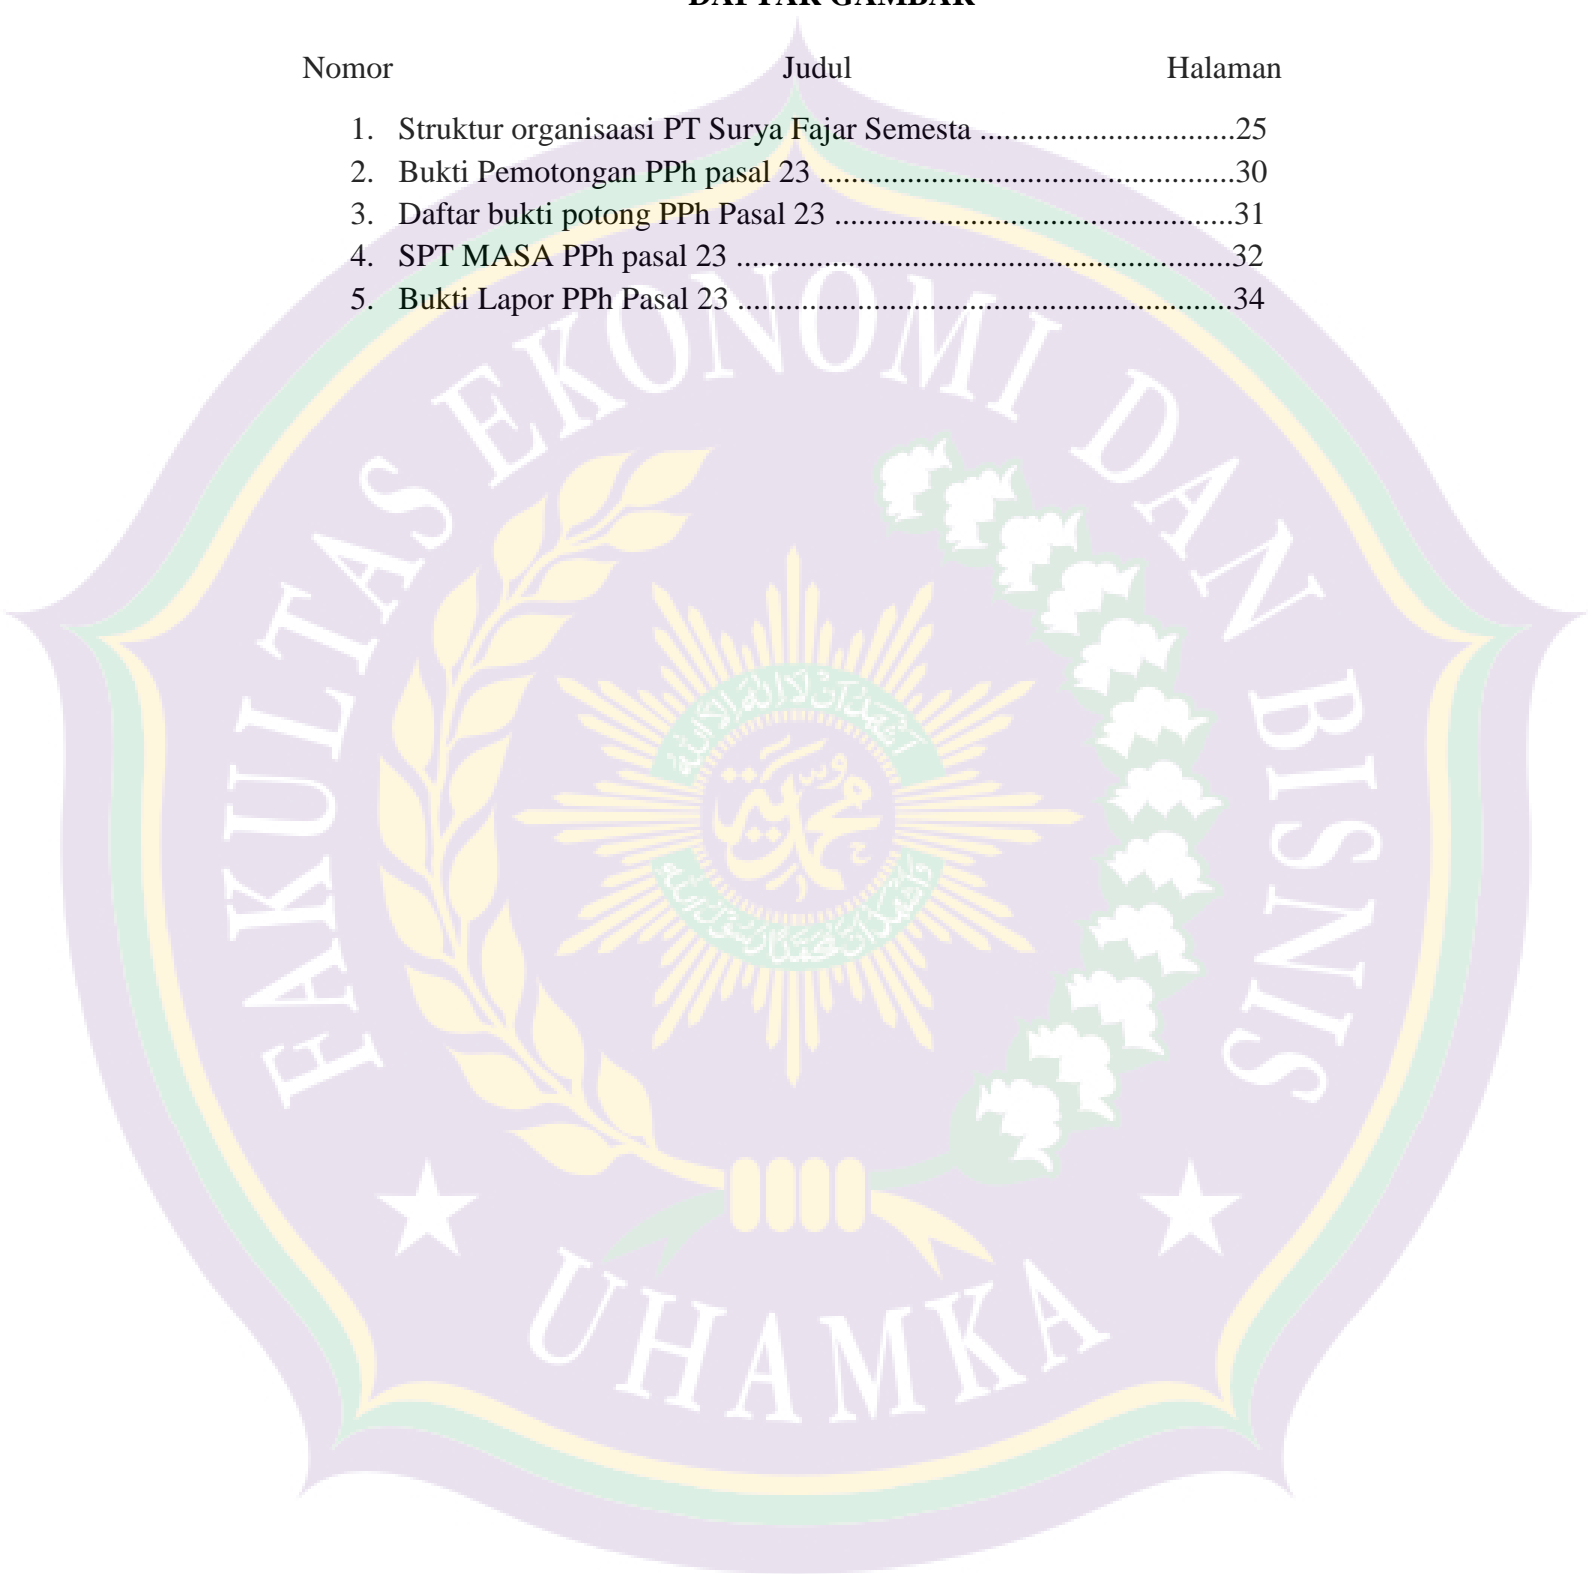 DAFTAR GAMBAR
Nomor Judul Halaman
1. Struktur organisaasi PT Surya Fajar Semesta ................................25
2. Bukti Pemotongan PPh pasal 23 ....................................................30
3. Daftar bukti potong PPh Pasal 23 ..................................................31
4. SPT MASA PPh pasal 23 ..............................................................32
5. Bukti Lapor PPh Pasal 23 ..............................................................34
FAKULTAS EKONOMI DAN BISNIS
محمدية
UHAMKA